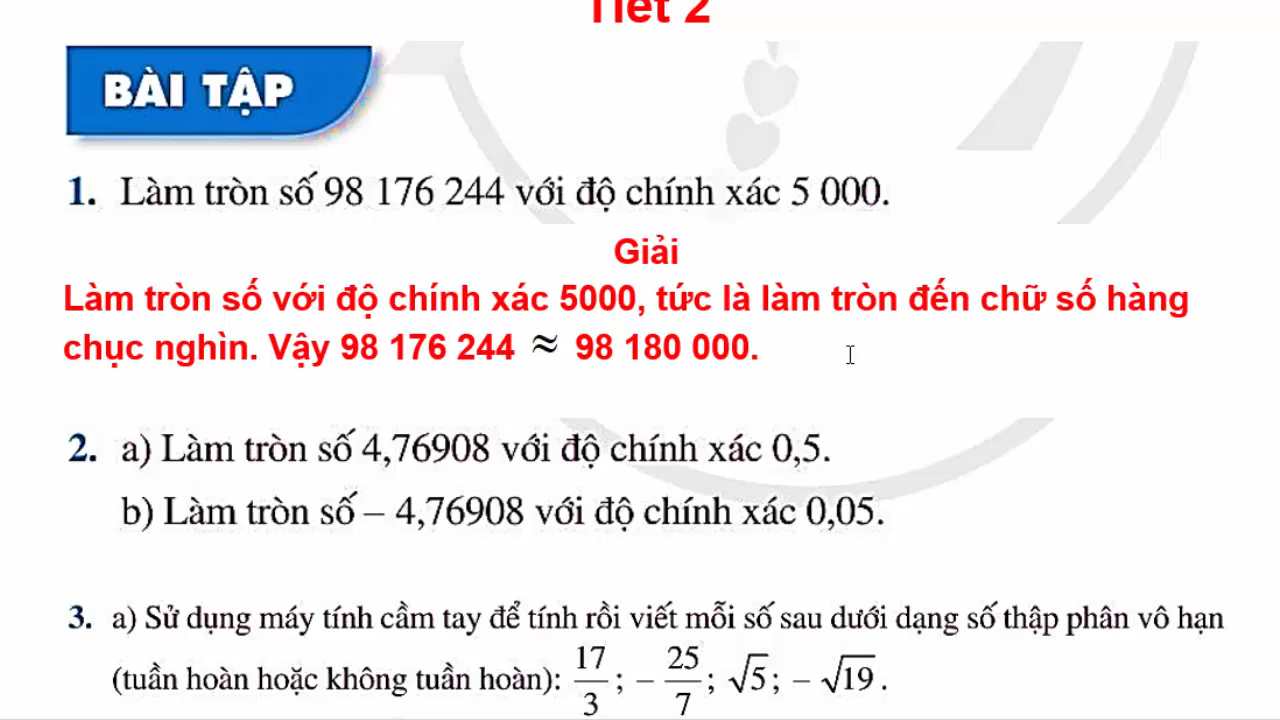 Tiết 2
BÀI TẬP
1. Làm tròn số 98 176 244 với độ chính xác 5 000.
Giải
Làm tròn số với độ chính xác 5000, tức là làm tròn đến chữ số hàng
chục nghìn. Vậy 98 176 244 ≈ 98 180 000.
2. a) Làm tròn số 4,76908 với độ chính xác 0,5.
b) Làm tròn số – 4,76908 với độ chính xác 0,05.
3. a) Sử dụng máy tính cầm tay để tính rồi viết mỗi số sau dưới dạng số thập phân vô hạn
(tuần hoàn hoặc không tuần hoàn): 17/3 ; – 25/7 ; √5 ; – √19 .